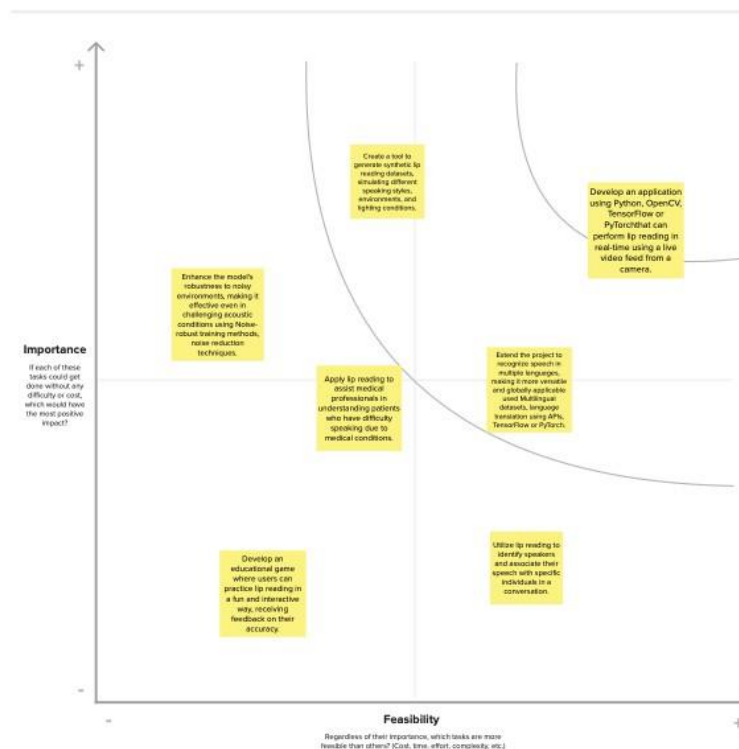 +
Create a tool to
generate synthetic lip
reading datasets,
simulating different
speaking styles,
environments, and
lighting conditions.
Develop an application
using Python, OpenCV,
TensorFlow or
PyTorchthat can
perform lip reading in
real-time using a live
video feed from a
camera.
Enhance the model's
robustness to noisy
environments, making it
effective even in
challenging acoustic
conditions using Noise-
robust training methods,
noise reduction
techniques.
Importance
If each of these
tasks could get
done without any
difficulty or cost,
which would have
the most positive
impact?
Apply lip reading to
assist medical
professionals in
understanding patients
who have difficulty
speaking due to
medical conditions.
Extend the project to
recognize speech in
multiple languages,
making it more versatile
and globally applicable
used Multilingual
datasets, language
translation using APIs,
TensorFlow or PyTorch.
Develop an
educational game
where users can
practice lip reading in
a fun and interactive
way, receiving
feedback on their
accuracy.
Utilize lip reading to
identify speakers
and associate their
speech with specific
individuals in a
conversation.
-
-
+
Feasibility
Regardless of their importance, which tasks are more
feasible than others? (Cost, time, effort, complexity, etc.)